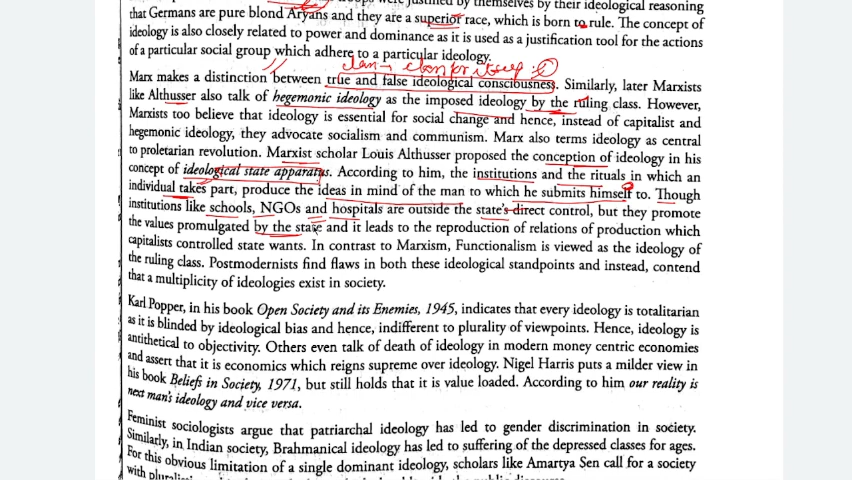 by themselves by their ideological reasoning
that Germans are pure blond Aryans and they are a superior race, which is born to rule. The concept of
ideology is also closely related to power and dominance as it is used as a justification tool for the actions
of a particular social group which adhere to a particular ideology.
Marx makes a distinction between true and false ideological consciousness. Similarly, later Marxists
like Althusser also talk of hegemonic ideology as the imposed ideology by the ruling class. However,
Marxists too believe that ideology is essential for social change and hence, instead of capitalist and
hegemonic ideology, they advocate socialism and communism. Marx also terms ideology as central
to proletarian revolution. Marxist scholar Louis Althusser proposed the conception of ideology in his
concept of ideological state apparatus. According to him, the institutions and the rituals in which an
individual takes part, produce the ideas in mind of the man to which he submits himself to. Though
institutions like schools, NGOs and hospitals are outside the state's direct control, but they promote
the values promulgated by the state and it leads to the reproduction of relations of production which
capitalists controlled state wants. In contrast to Marxism, Functionalism is viewed as the ideology of
the ruling class. Postmodernists find flaws in both these ideological standpoints and instead, contend
that a multiplicity of ideologies exist in society.
Karl Popper, in his book Open Society and its Enemies, 1945, indicates that every ideology is totalitarian
as it is blinded by ideological bias and hence, indifferent to plurality of viewpoints. Hence, ideology is
antithetical to objectivity. Others even talk of death of ideology in modern money centric economies
and assert that it is economics which reigns supreme over ideology. Nigel Harris puts a milder view in
his book Beliefs in Society, 1971, but still holds that it is value loaded. According to him our reality is
next man's ideology and vice versa.
Feminist sociologists argue that patriarchal ideology has led to gender discrimination in society.
Similarly, in Indian society, Brahmanical ideology has led to suffering of the depressed classes for ages.
For this obvious limitation of a single dominant ideology, scholars like Amartya Sen call for a society
with